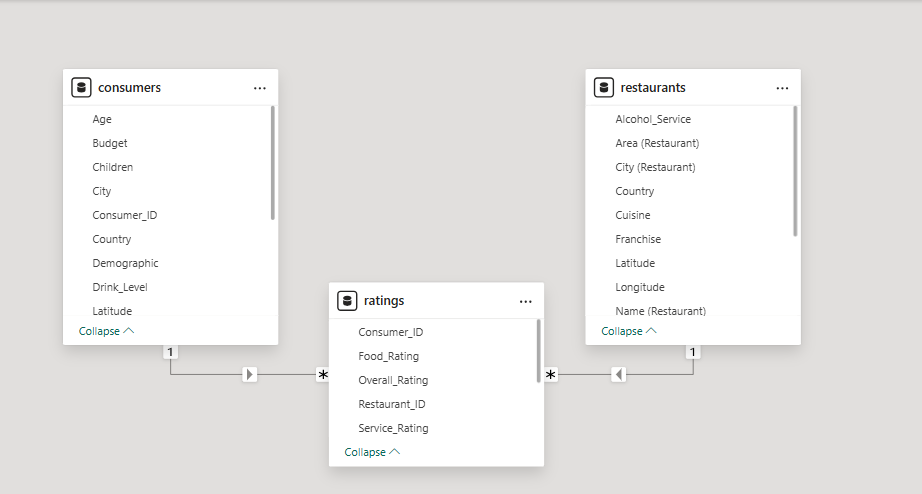 consumers
...
Age
Budget
Children
City
Consumer_ID
Country
Demographic
Drink_Level
Latitude
Collapse
restaurants
...
Alcohol_Service
Area (Restaurant)
City (Restaurant)
Country
Cuisine
Franchise
Latitude
Longitude
Name (Restaurant)
Collapse
ratings
...
Consumer_ID
Food_Rating
Overall_Rating
Restaurant_ID
Service_Rating
Collapse
1
*
*
1